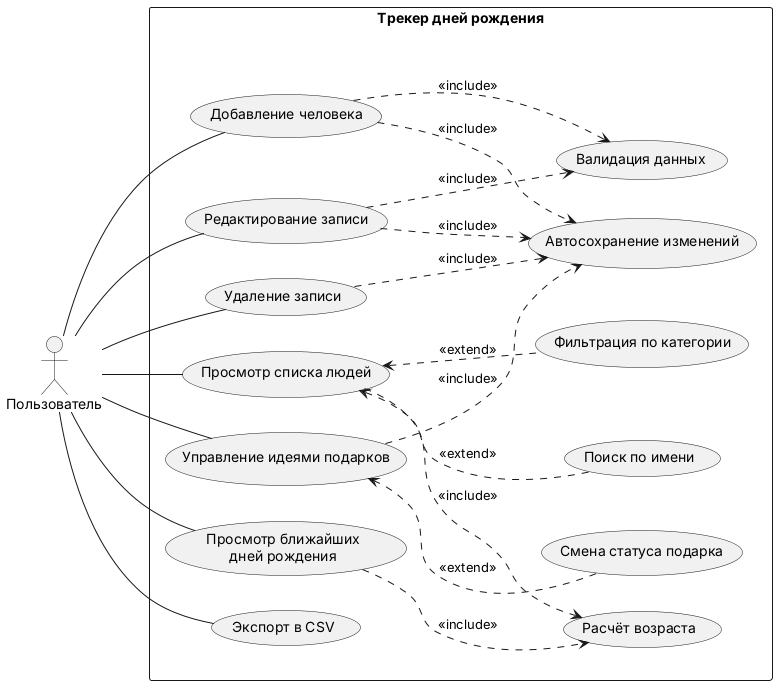 Трекер дней рождения
«include»
Добавление человека
«include»
Валидация данных
«include»
Редактирование записи
«include»
Автосохранение изменений
«include»
Удаление записи
Фильтрация по категории
«extend»
Просмотр списка людей
«include»
Пользователь
Управление идеями подарков
«extend»
Поиск по имени
«include»
Просмотр ближайших
дней рождения
Смена статуса подарка
«extend»
Экспорт в CSV
«include»
Расчёт возраста